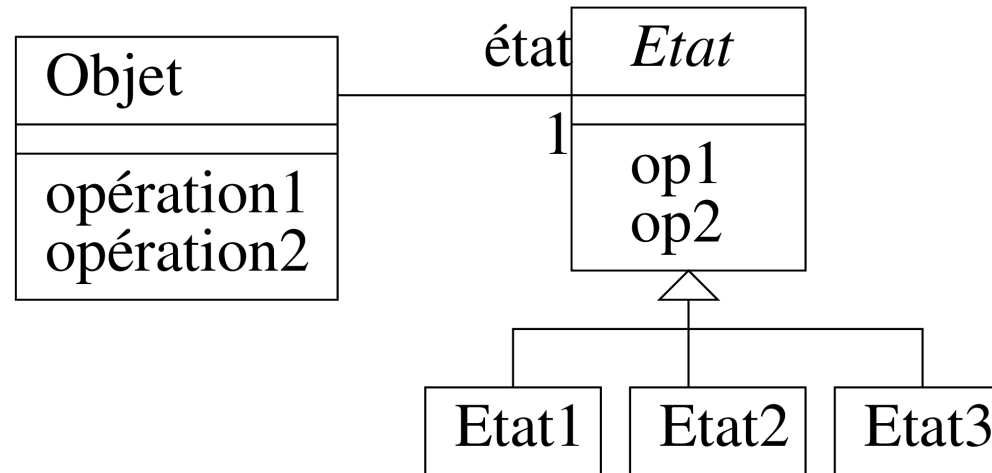 Objet
opération1
opération2
état
1
Etat
op1
op2
Etat1
Etat2
Etat3